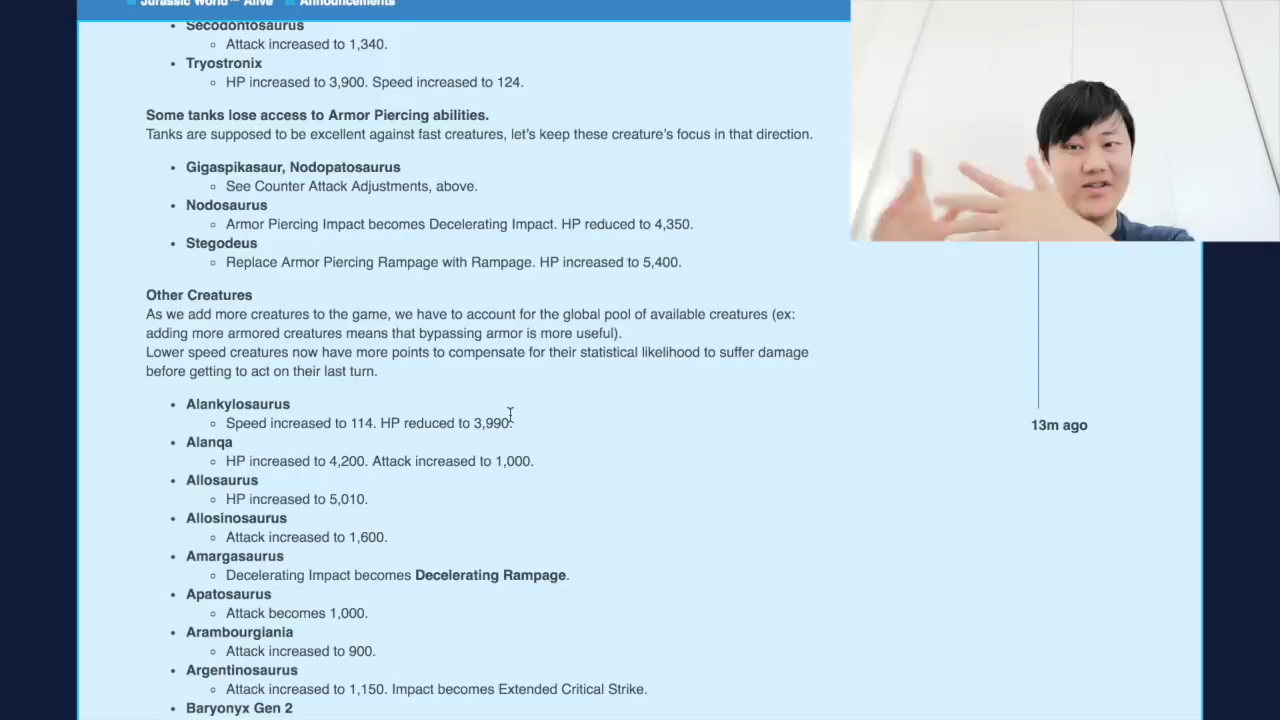 Jurassic World™ Alive Announcements
• Secodontosaurus
◦ Attack increased to 1,340.
• Tryostronix
◦ HP increased to 3,900. Speed increased to 124.
Some tanks lose access to Armor Piercing abilities.
Tanks are supposed to be excellent against fast creatures, let's keep these creature's focus in that direction.
• Gigaspikasaur, Nodopatosaurus
◦ See Counter Attack Adjustments, above.
• Nodosaurus
◦ Armor Piercing Impact becomes Decelerating Impact. HP reduced to 4,350.
• Stegodeus
◦ Replace Armor Piercing Rampage with Rampage. HP increased to 5,400.
Other Creatures
As we add more creatures to the game, we have to account for the global pool of available creatures (ex:
adding more armored creatures means that bypassing armor is more useful).
Lower speed creatures now have more points to compensate for their statistical likelihood to suffer damage
before getting to act on their last turn.
• Alankylosaurus
◦ Speed increased to 114. HP reduced to 3,990.
• Alanqa
◦ HP increased to 4,200. Attack increased to 1,000.
• Allosaurus
◦ HP increased to 5,010.
• Allosinosaurus
◦ Attack increased to 1,600.
• Amargasaurus
◦ Decelerating Impact becomes Decelerating Rampage.
• Apatosaurus
◦ Attack becomes 1,000.
• Arambourgiania
◦ Attack increased to 900.
• Argentinosaurus
◦ Attack increased to 1,150. Impact becomes Extended Critical Strike.
• Baryonyx Gen 2
13m ago